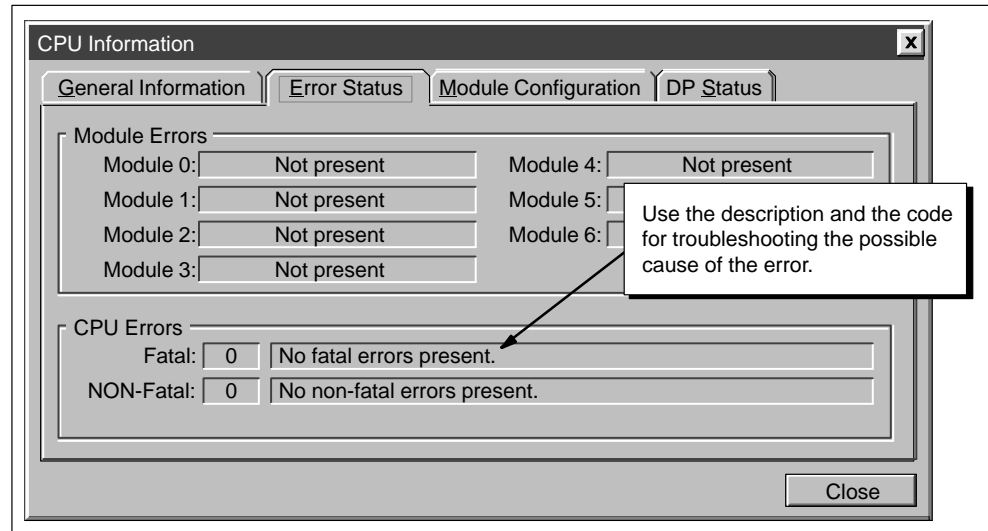 CPU Information
X
General Information
Error Status
Module Configuration
DP Status
Module Errors
Module 0: Not present
Module 4: Not present
Module 1: Not present
Module 5:
Module 2: Not present
Module 6:
Module 3: Not present
Use the description and the code
for troubleshooting the possible
cause of the error.
CPU Errors
Fatal: 0 No fatal errors present.
NON-Fatal: 0 No non-fatal errors present.
Close